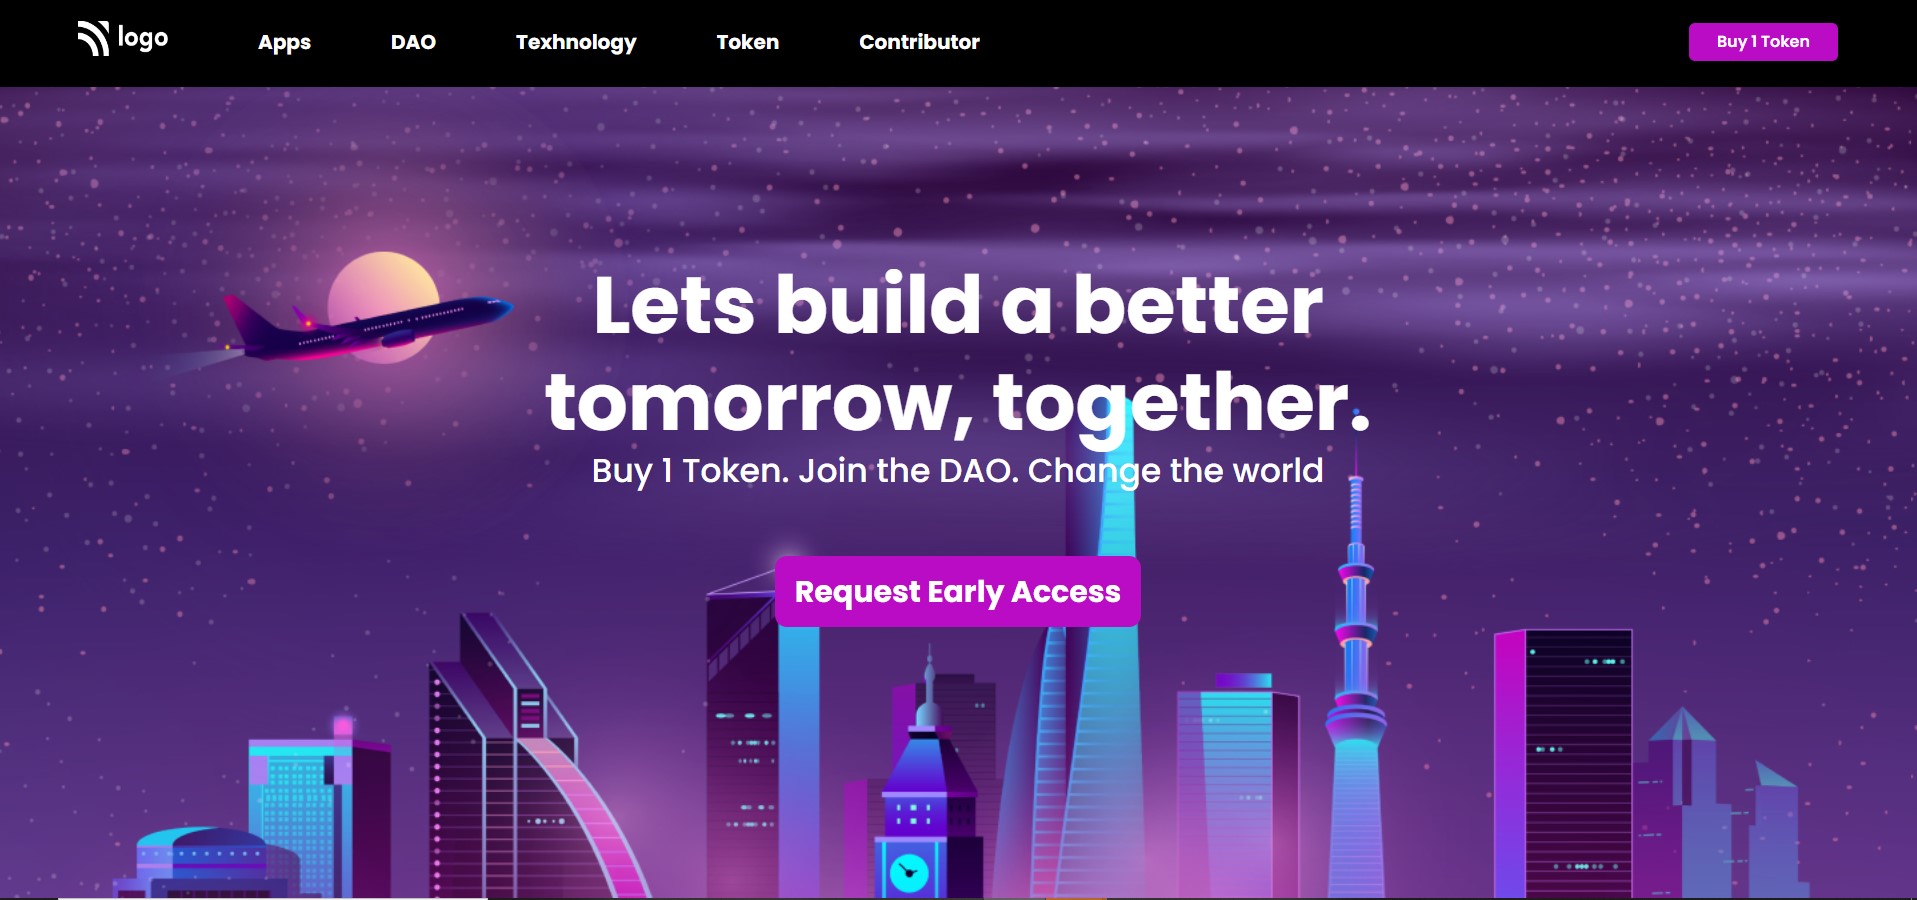 logo
Apps
DAO
Texhnology
Token
Contributor
Buy 1 Token
Lets build a better
tomorrow, together.
Buy 1 Token. Join the DAO. Change the world
Request Early Access